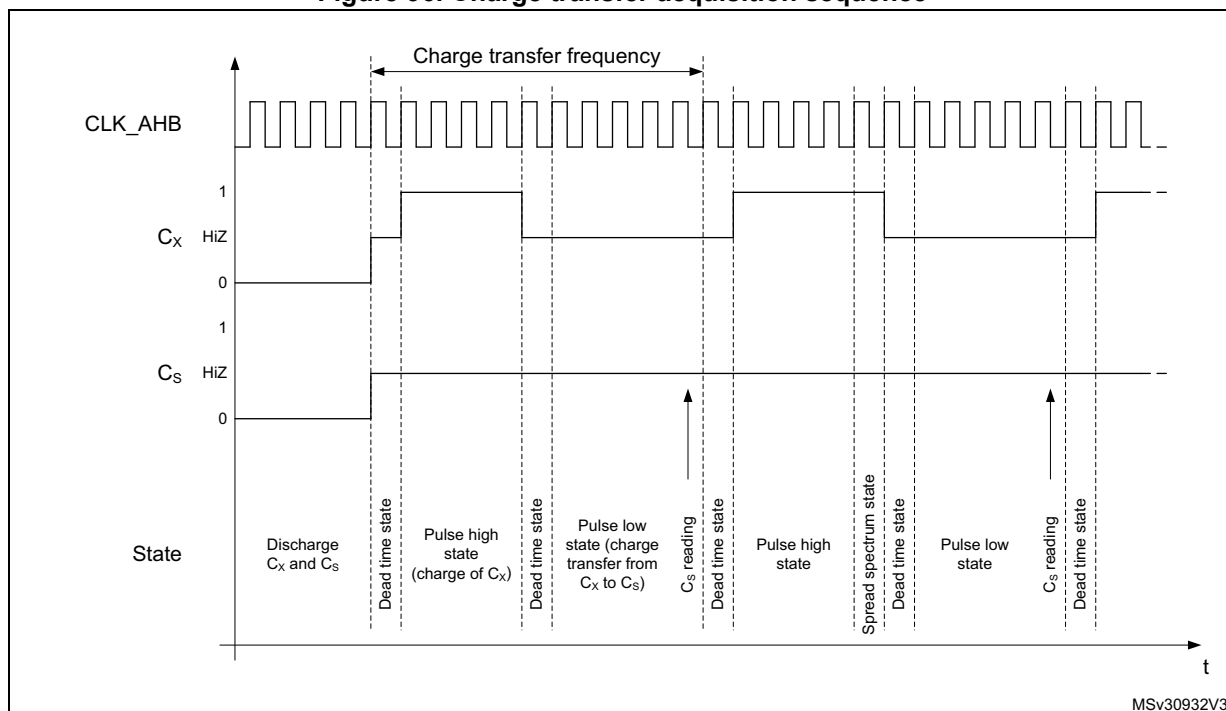 Charge transfer frequency
CLK_AHB
1
CX HiZ
0
1
CS HiZ
0
State
Discharge
CX and CS
Dead time state
Pulse high
state
(charge of CX)
Dead time state
Pulse low
state (charge
transfer from
CX to CS)
CS reading
Dead time state
Pulse high
state
Spread spectrum state
Dead time state
Pulse low
state
CS reading
Dead time state
t
MSv30932V3